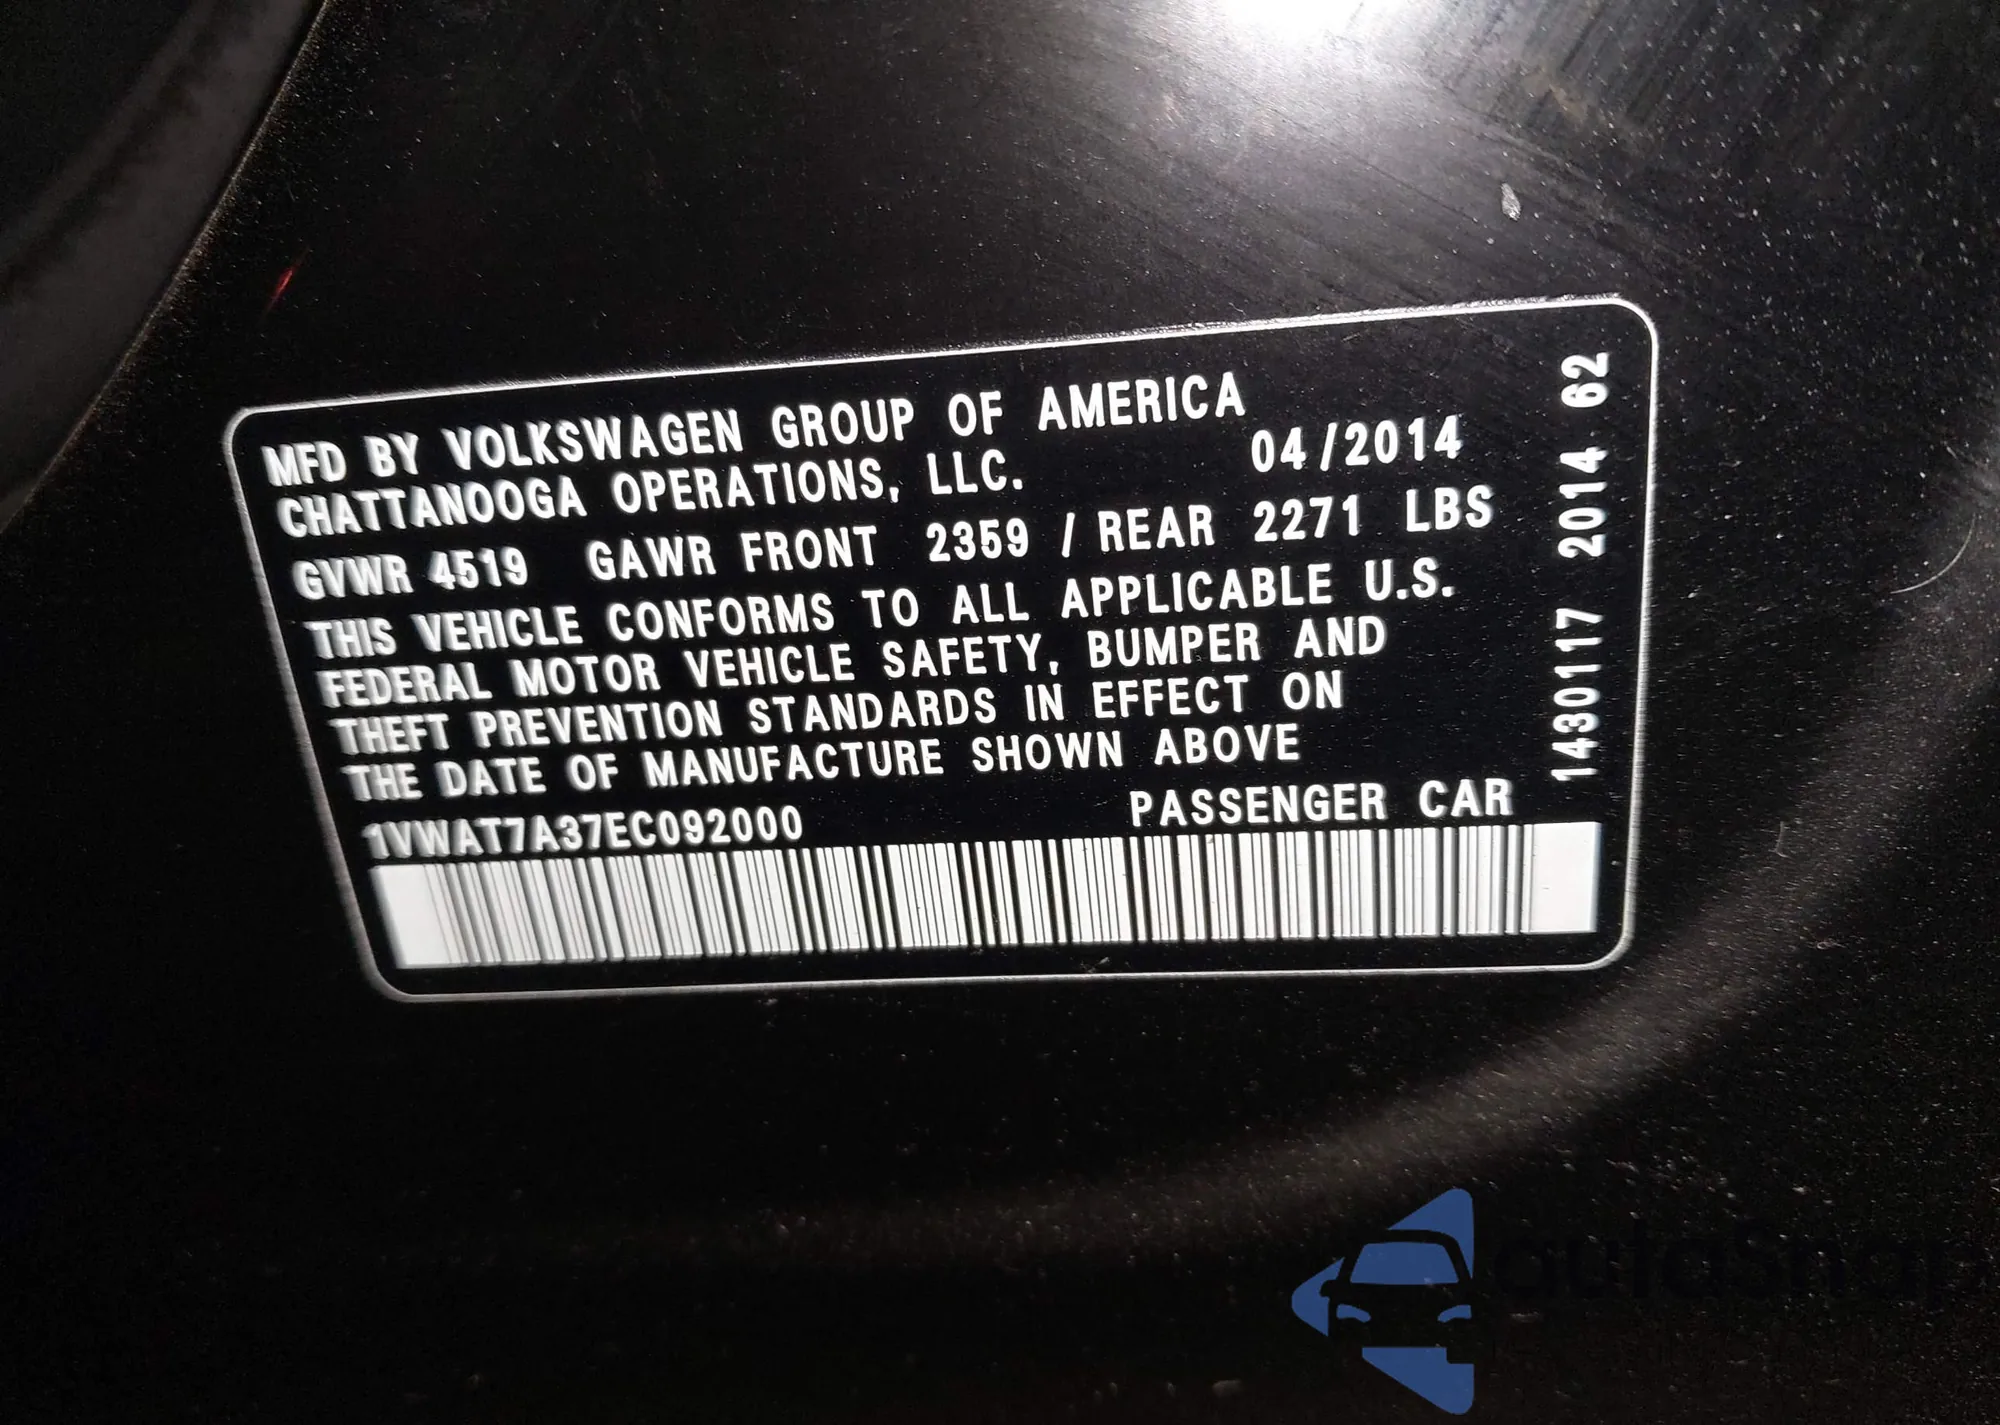 MFD BY VOLKSWAGEN GROUP OF AMERICA
CHATTANOOGA OPERATIONS, LLC. 04/2014
GVWR 4519 GAWR FRONT 2359 / REAR 2271 LBS
THIS VEHICLE CONFORMS TO ALL APPLICABLE U.S.
FEDERAL MOTOR VEHICLE SAFETY, BUMPER AND
THEFT PREVENTION STANDARDS IN EFFECT ON
THE DATE OF MANUFACTURE SHOWN ABOVE
1VWAT7A37EC092000 PASSENGER CAR
1430117 2014 62
autoSnap